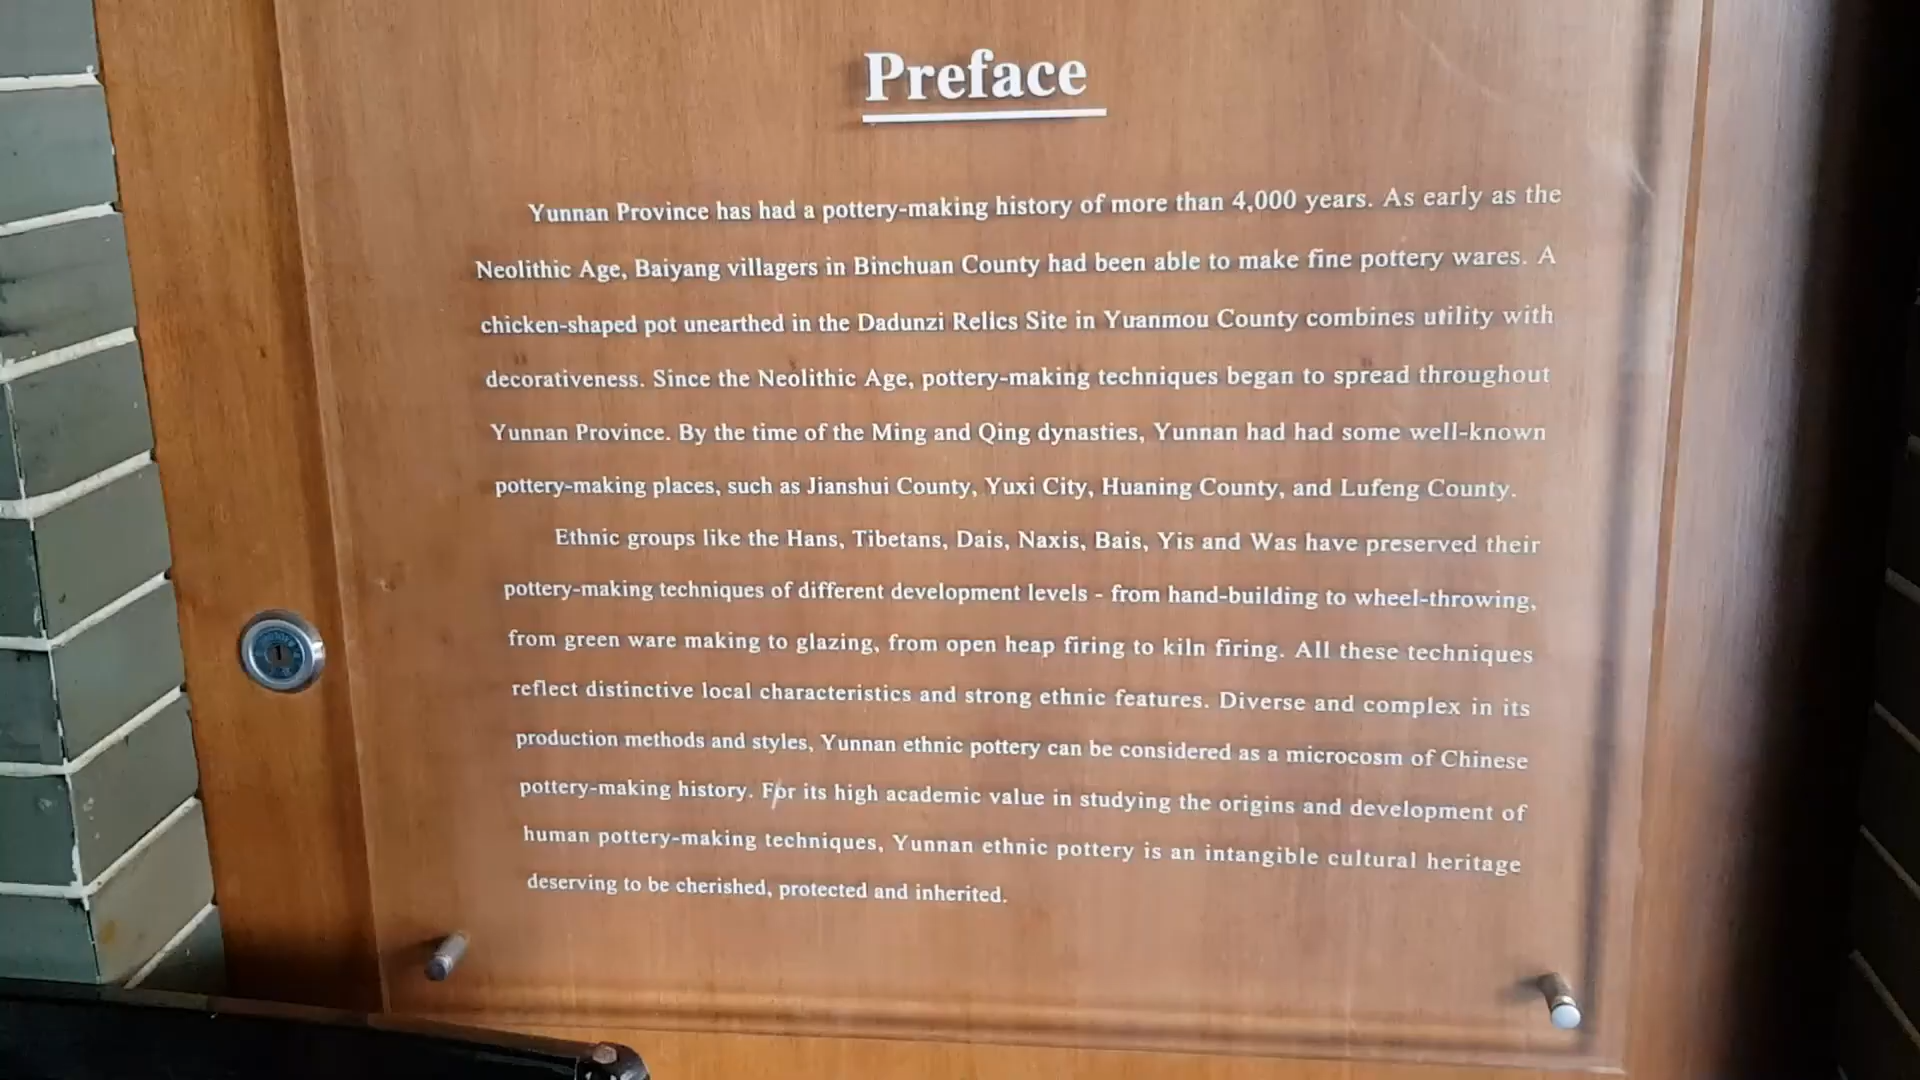 Preface
Yunnan Province has had a pottery-making history of more than 4,000 years. As early as the
Neolithic Age, Baiyang villagers in Binchuan County had been able to make fine pottery wares. A
chicken-shaped pot unearthed in the Dadunzi Relics Site in Yuanmou County combines utility with
decorativeness. Since the Neolithic Age, pottery-making techniques began to spread throughout
Yunnan Province. By the time of the Ming and Qing dynasties, Yunnan had had some well-known
pottery-making places, such as Jianshui County, Yuxi City, Huaning County, and Lufeng County.
Ethnic groups like the Hans, Tibetans, Dais, Naxis, Bais, Yis and Was have preserved their
pottery-making techniques of different development levels - from hand-building to wheel-throwing,
from green ware making to glazing, from open heap firing to kiln firing. All these techniques
reflect distinctive local characteristics and strong ethnic features. Diverse and complex in its
production methods and styles, Yunnan ethnic pottery can be considered as a microcosm of Chinese
pottery-making history. For its high academic value in studying the origins and development of
human pottery-making techniques, Yunnan ethnic pottery is an intangible cultural heritage
deserving to be cherished, protected and inherited.